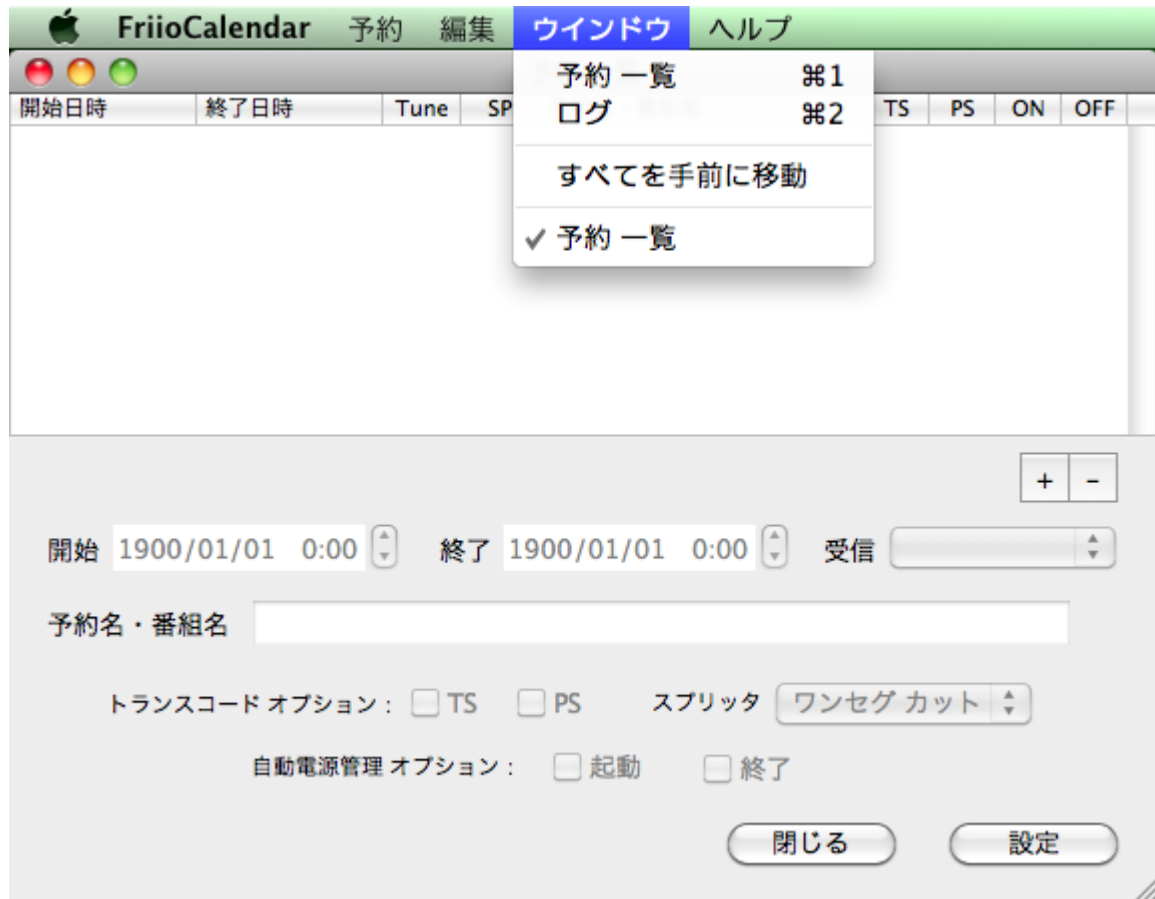 FriioCalendar 予約 編集 ウインドウ ヘルプ
予約 一覧 ⌘1
ログ ⌘2
すべてを手前に移動
✓ 予約 一覧
開始日時 終了日時 Tune SP TS PS ON OFF
+ -
開始 1900/01/01 0:00 終了 1900/01/01 0:00 受信
予約名・番組名
トランスコード オプション : TS PS スプリッタ ワンセグ カット
自動電源管理 オプション : 起動 終了
閉じる 設定